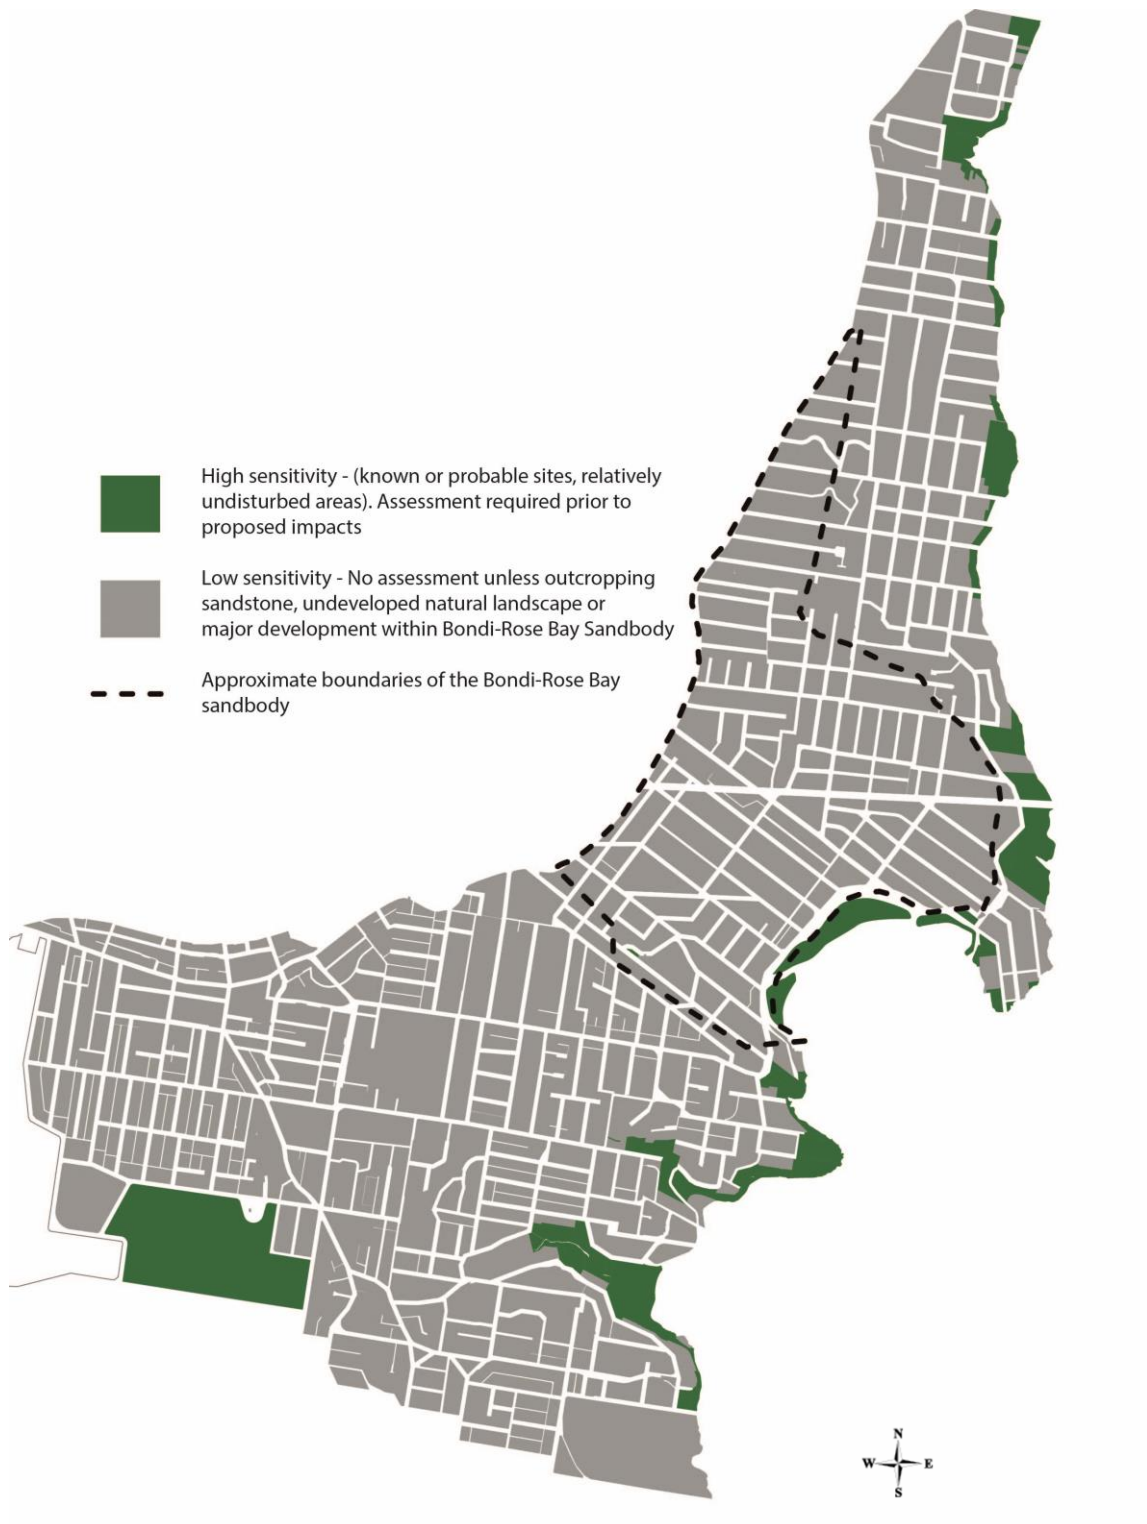 High sensitivity - (known or probable sites, relatively
undisturbed areas). Assessment required prior to
proposed impacts
Low sensitivity - No assessment unless outcropping
sandstone, undeveloped natural landscape or
major development within Bondi-Rose Bay Sandbody
Approximate boundaries of the Bondi-Rose Bay
sandbody
N
W E
S